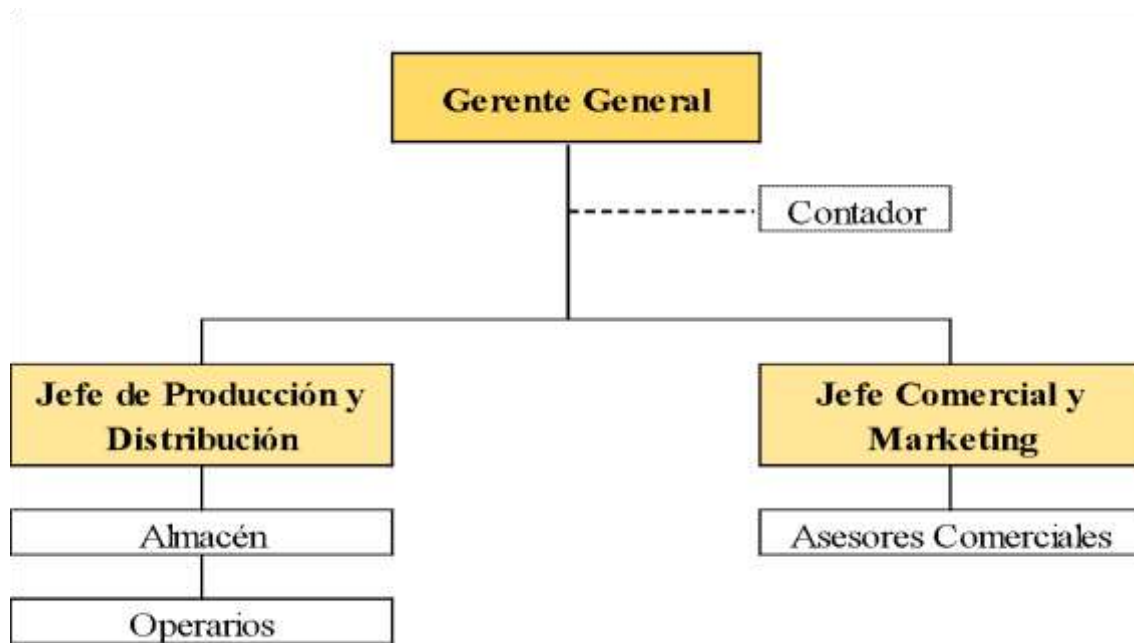 Gerente General
Contador
Jefe de Producción y
Distribución
Jefe Comercial y
Marketing
Almacén
Asesores Comerciales
Operarios